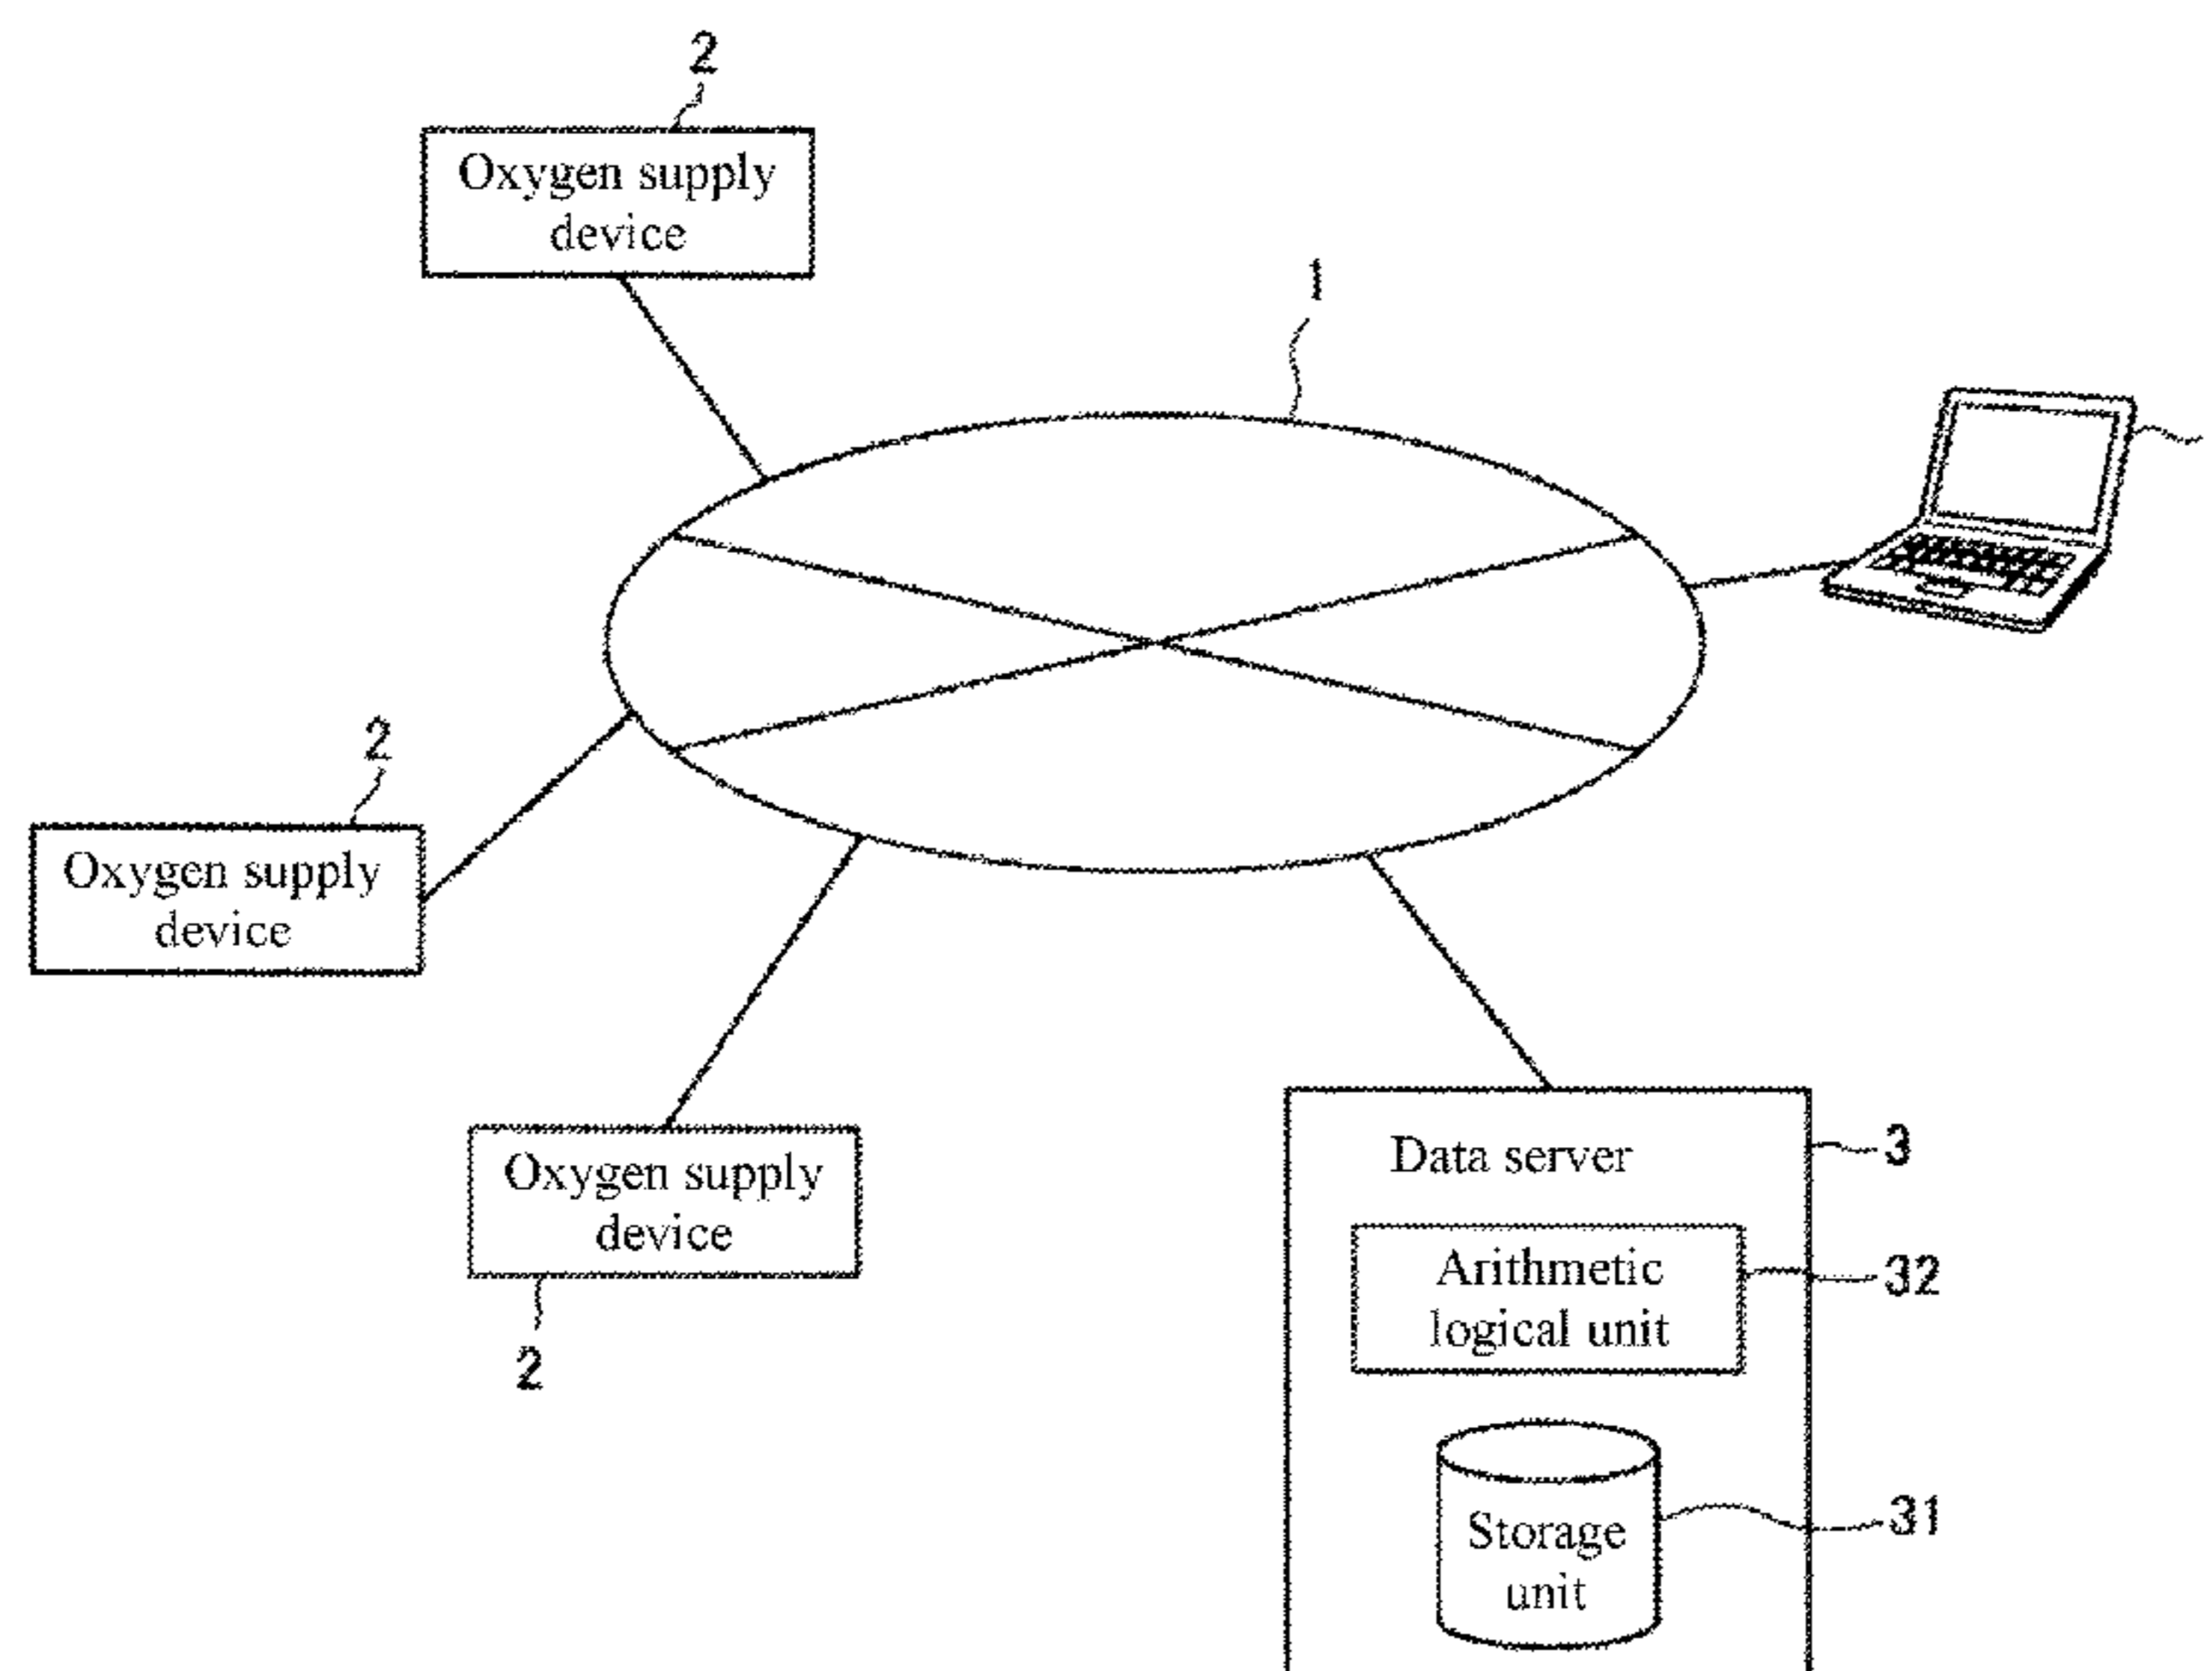 2
Oxygen supply
device
1
2
Oxygen supply
device
Oxygen supply
device
2
Data server
3
Arithmetic
logical unit
32
Storage
unit
31